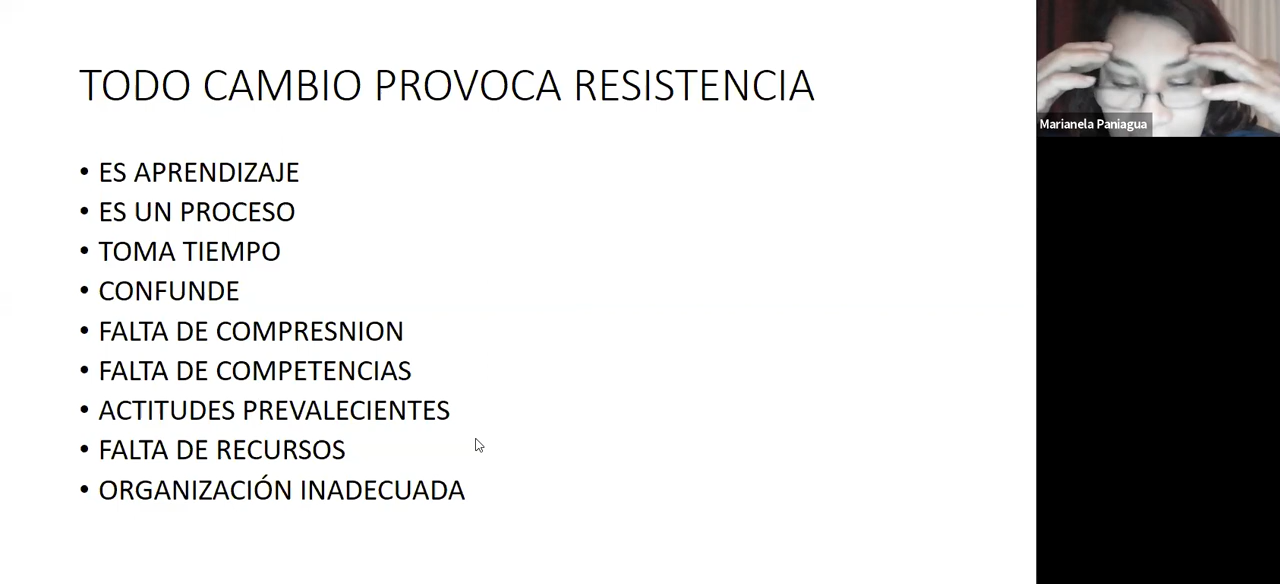 TODO CAMBIO PROVOCA RESISTENCIA
• ES APRENDIZAJE
• ES UN PROCESO
• TOMA TIEMPO
• CONFUNDE
• FALTA DE COMPRESNION
• FALTA DE COMPETENCIAS
• ACTITUDES PREVALECIENTES
• FALTA DE RECURSOS
• ORGANIZACIÓN INADECUADA
Marianela Paniagua